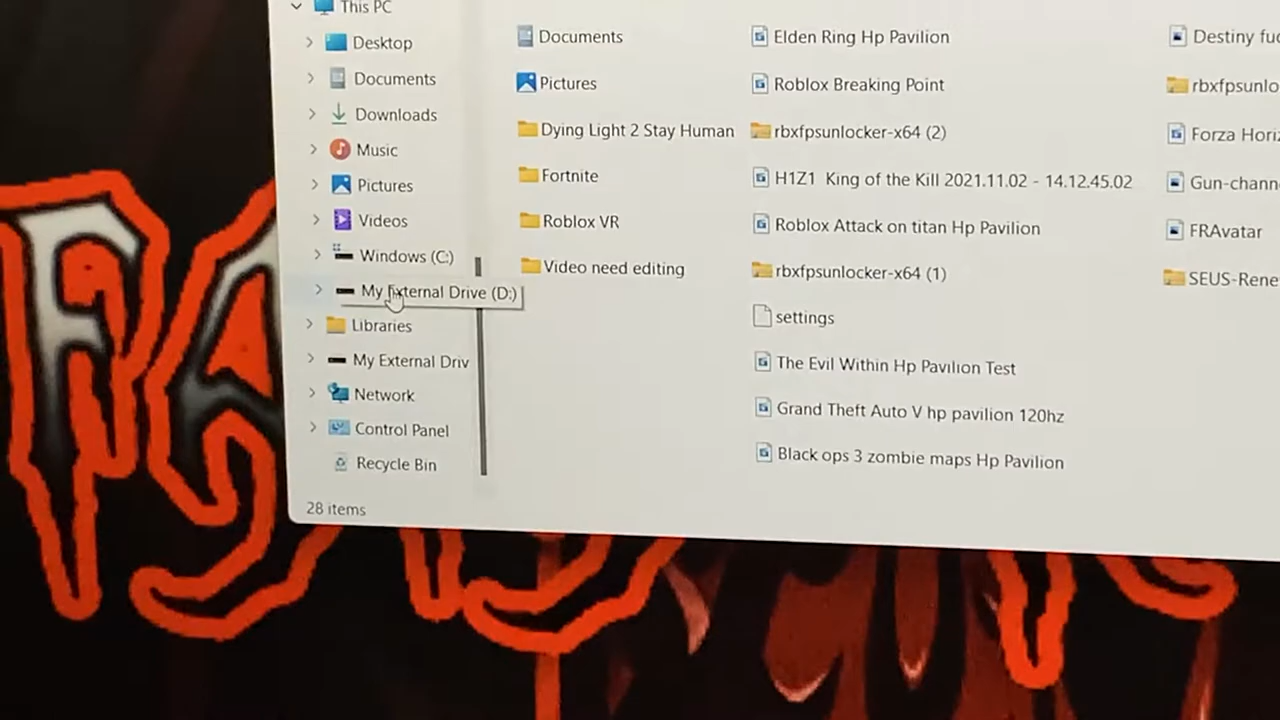 This PC
Desktop
Documents
Downloads
Music
Pictures
Videos
Windows (C:)
My External Drive (D:)
Libraries
My External Driv
Network
Control Panel
Recycle Bin
28 items
Documents
Pictures
Dying Light 2 Stay Human
Fortnite
Roblox VR
Video need editing
Elden Ring Hp Pavilion
Roblox Breaking Point
rbxfpsunlocker-x64 (2)
H1Z1 King of the Kill 2021.11.02 - 14.12.45.02
Roblox Attack on titan Hp Pavilion
rbxfpsunlocker-x64 (1)
settings
The Evil Within Hp Pavilion Test
Grand Theft Auto V hp pavilion 120hz
Black ops 3 zombie maps Hp Pavilion
Destiny fuc
rbxfpsunlo
Forza Horiz
Gun-chann
FRAvatar
SEUS-Rene